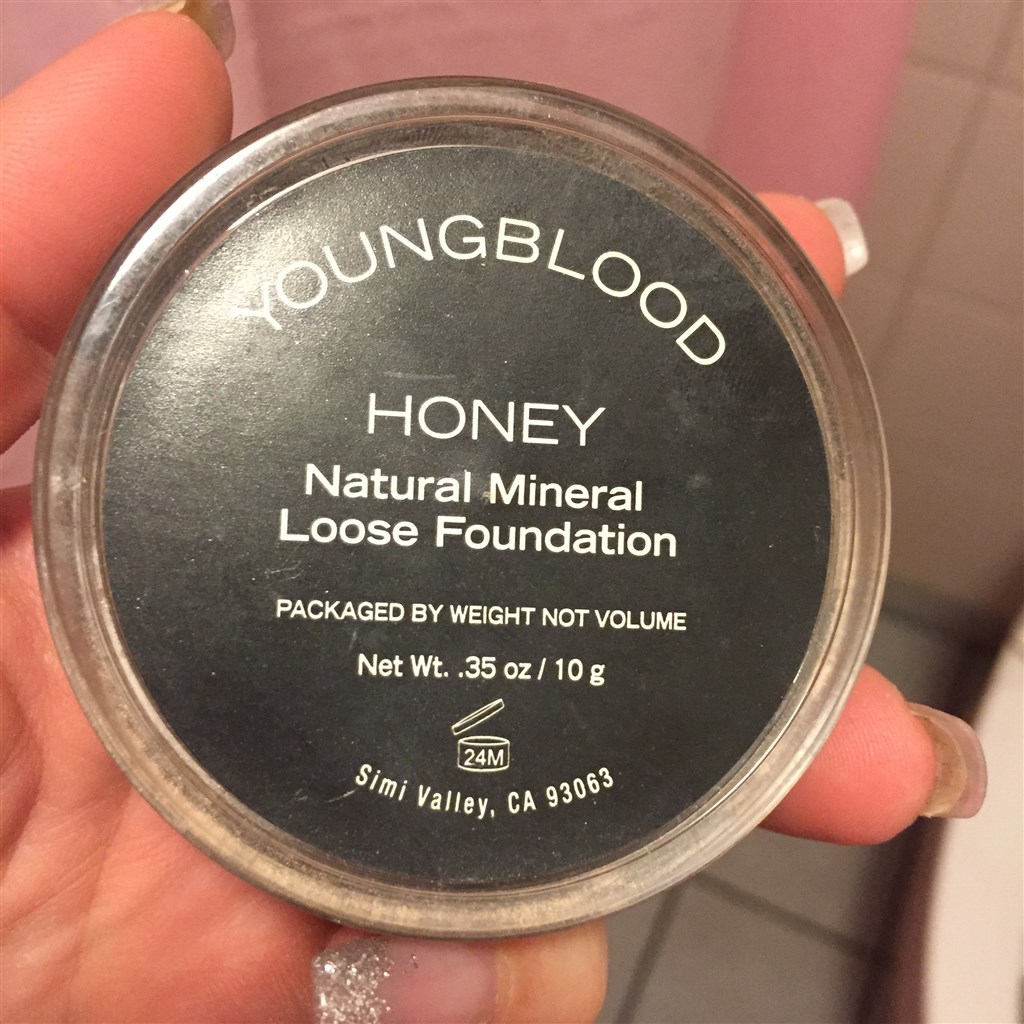 YOUNGBLOOD
HONEY
Natural Mineral
Loose Foundation
PACKAGED BY WEIGHT NOT VOLUME
Net Wt. .35 oz / 10 g
24M
Simi Valley, CA 93063